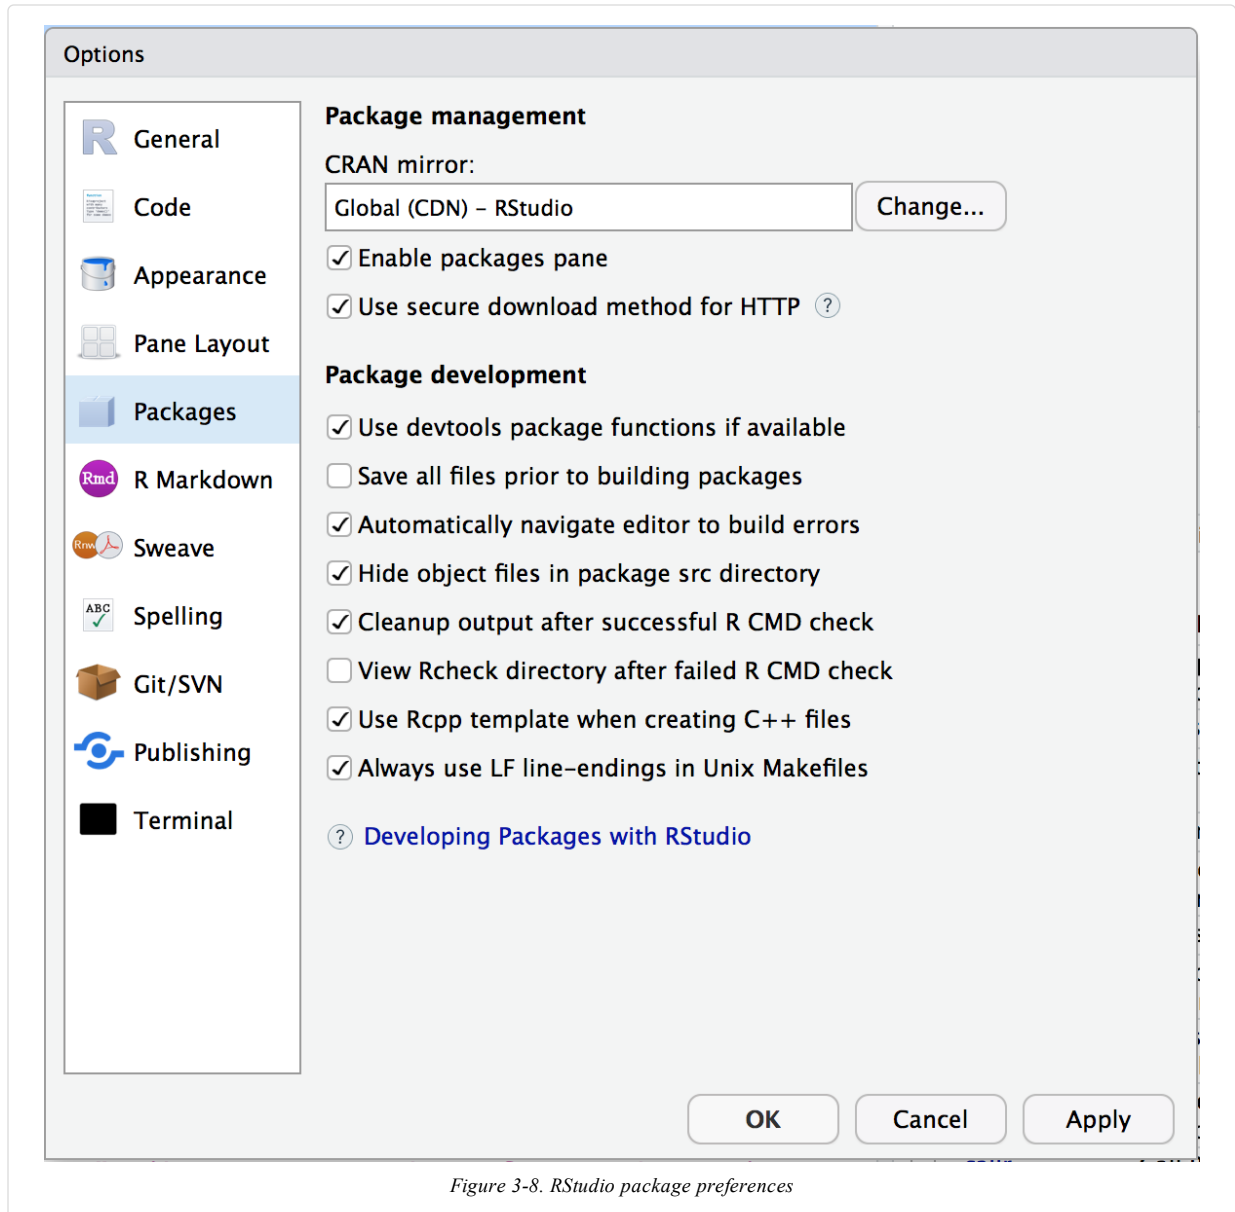 Options
General
Code
Appearance
Pane Layout
Packages
Rmd
R Markdown
Rnw
Sweave
ABC
Spelling
Git/SVN
Publishing
Terminal
Package management
CRAN mirror:
Global (CDN) – RStudio
Change...
Enable packages pane
Use secure download method for HTTP ?
Package development
Use devtools package functions if available
Save all files prior to building packages
Automatically navigate editor to build errors
Hide object files in package src directory
Cleanup output after successful R CMD check
View Rcheck directory after failed R CMD check
Use Rcpp template when creating C++ files
Always use LF line-endings in Unix Makefiles
? Developing Packages with RStudio
OK
Cancel
Apply
Figure 3-8. RStudio package preferences